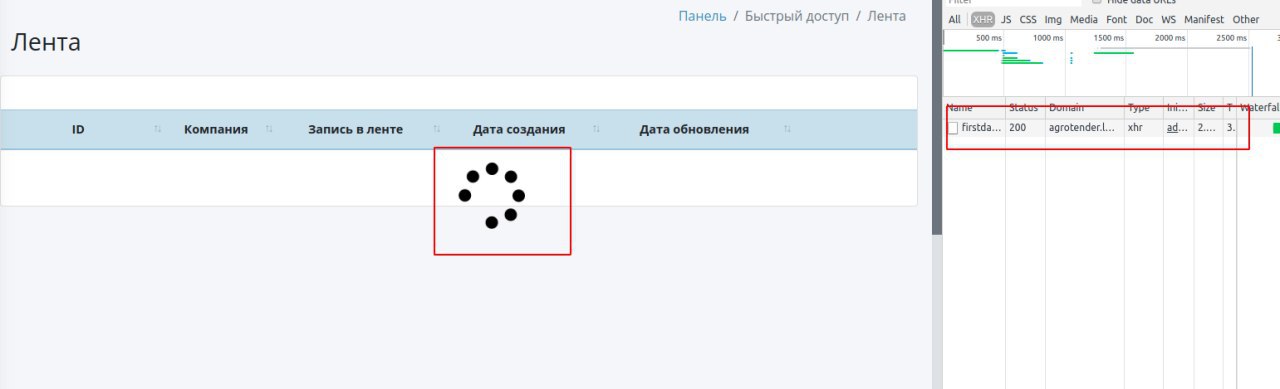 Панель / Быстрый доступ / Лента
Лента
ID Компания Запись в ленте Дата создания Дата обновления
Filter Hide data URLs
All XHR JS CSS Img Media Font Doc WS Manifest Other
500 ms 1000 ms 1500 ms 2000 ms 2500 ms
Name Status Domain Type Ini... Size T Waterfal
firstda... 200 agrotender.l... xhr ad... 2.... 3.